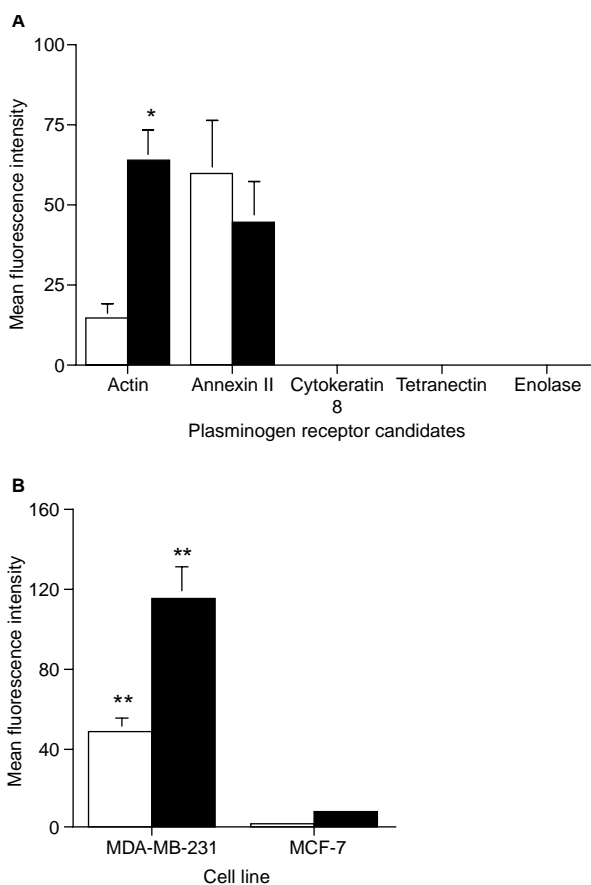 A
Mean fluorescence intensity
100
75
50
25
0
*
Actin
Annexin II
Cytokeratin
8
Tetranectin
Enolase
Plasminogen receptor candidates
B
Mean fluorescence intensity
160
120
80
40
0
**
**
MDA-MB-231
MCF-7
Cell line